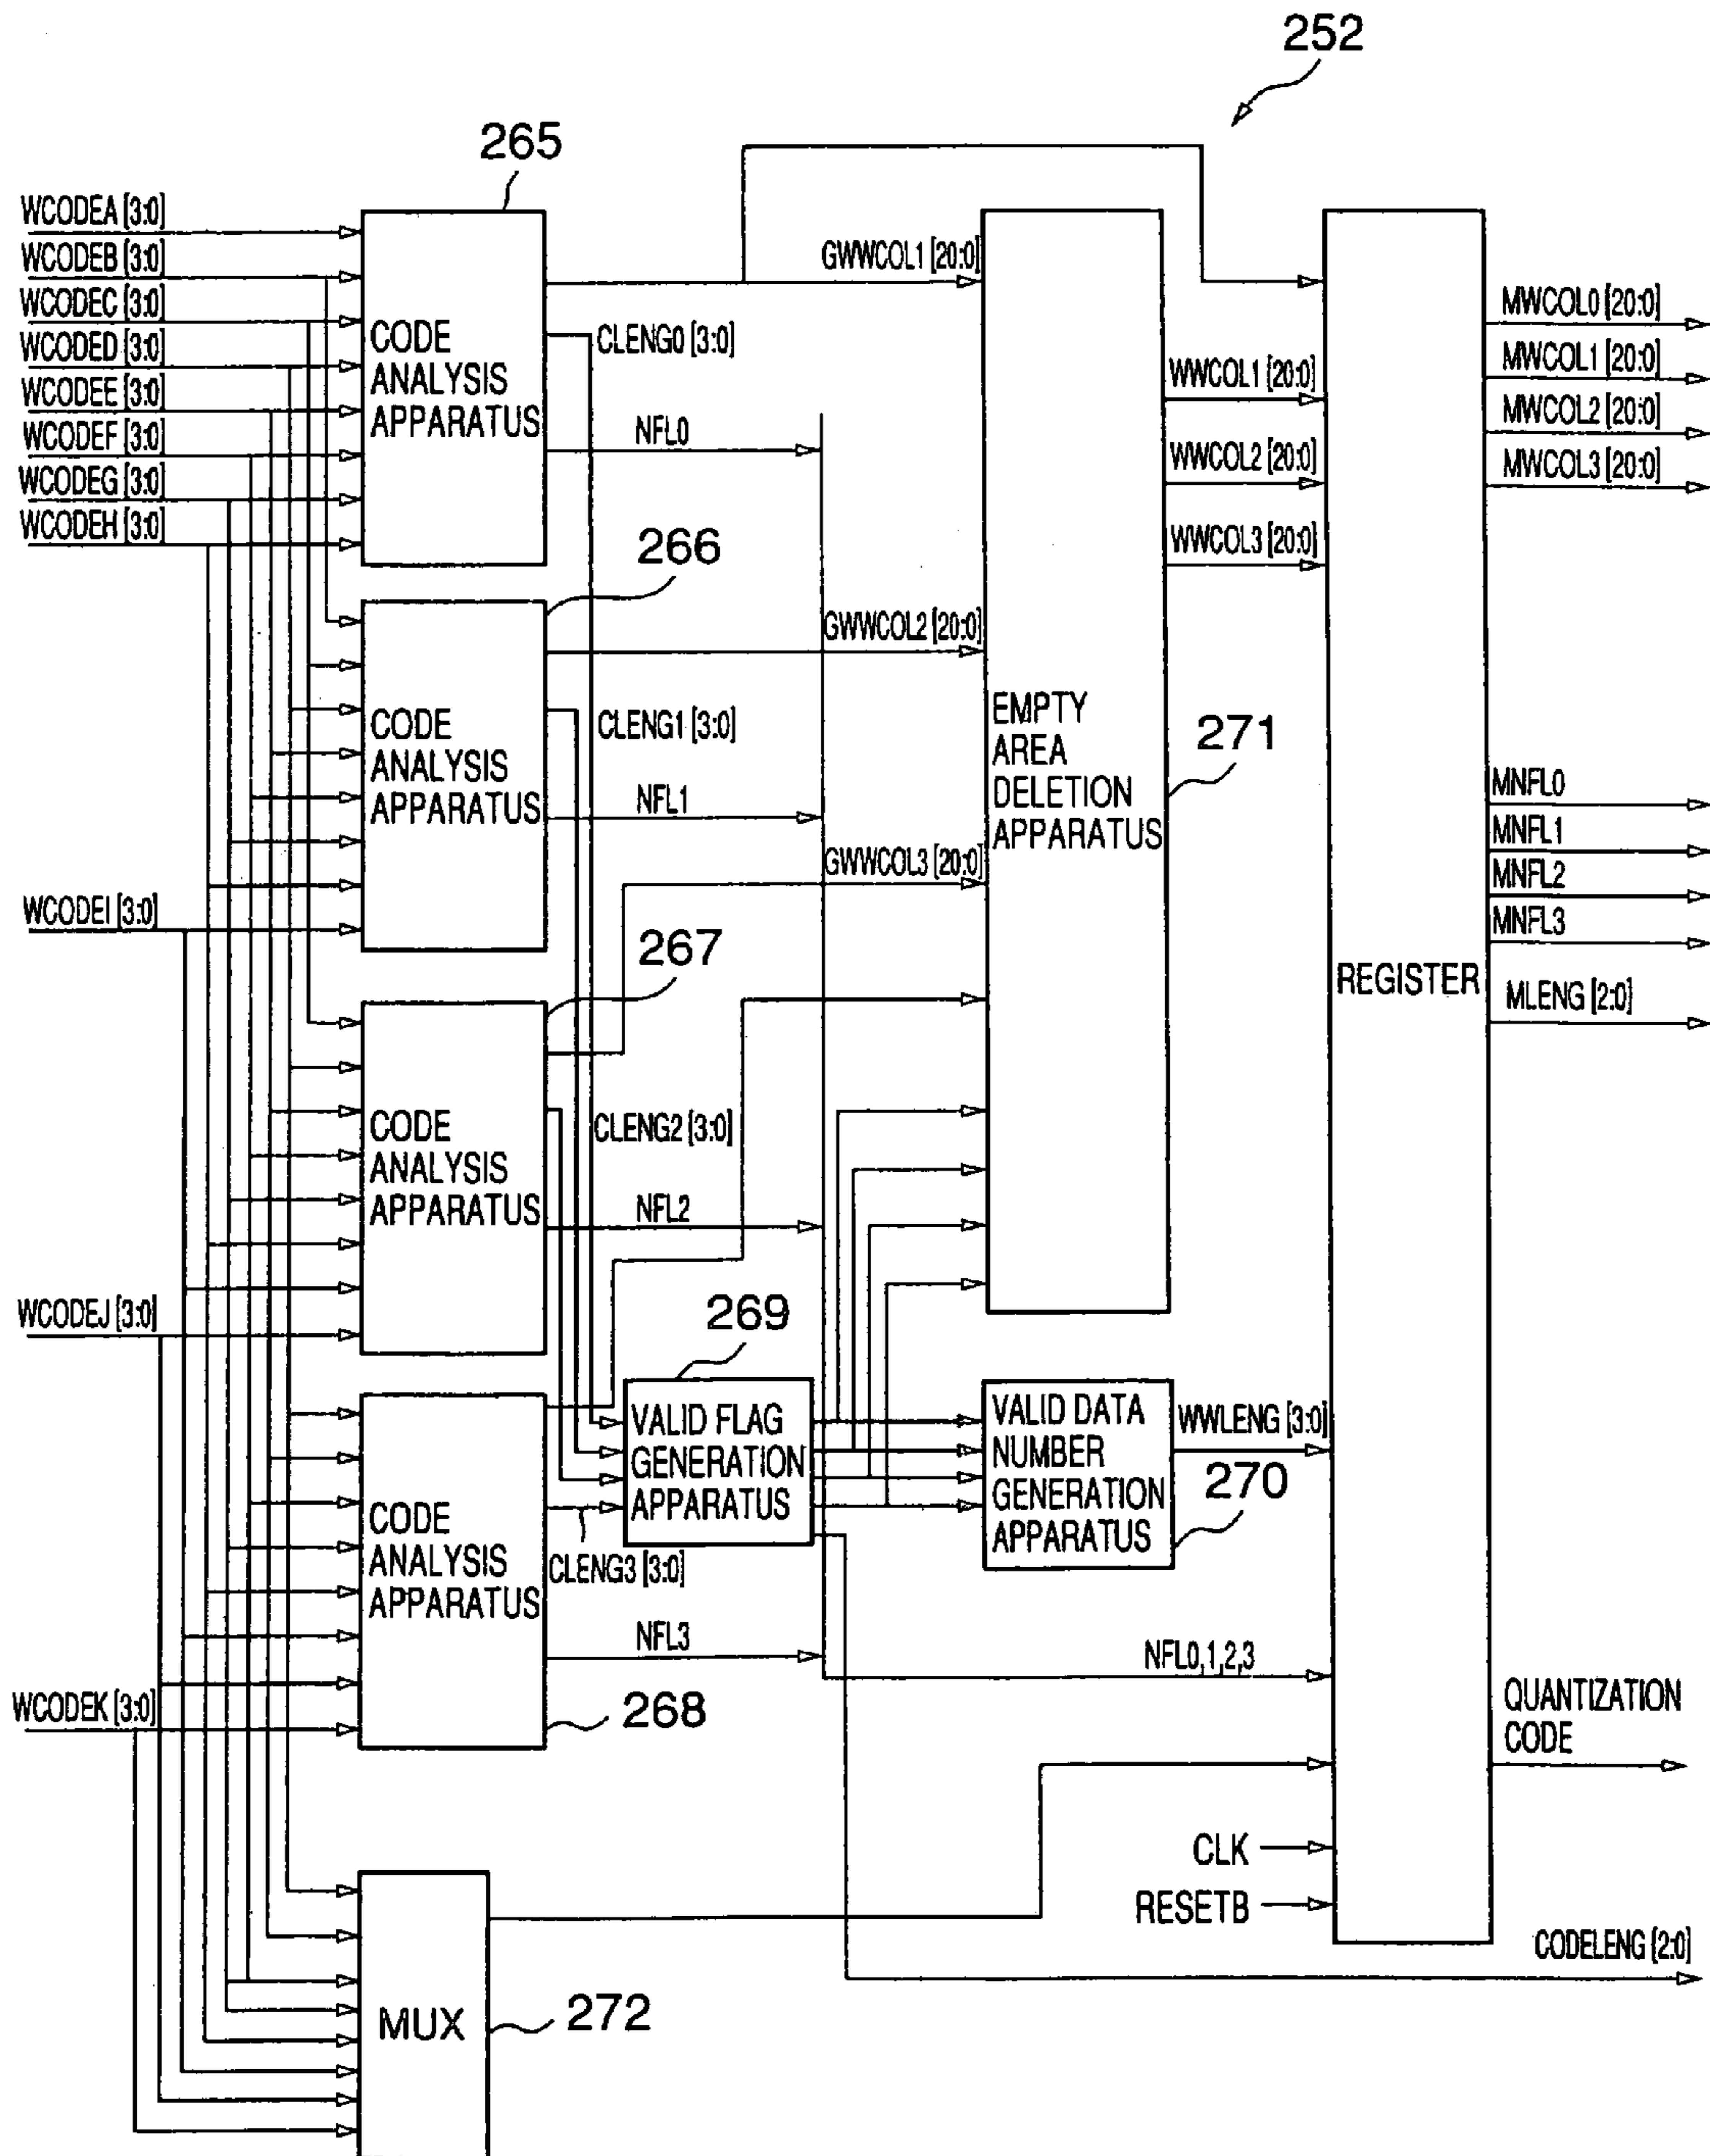 252
265
WCODEA [3:0]
WCODEB [3:0]
WCODEC [3:0]
WCODED [3:0]
WCODEE [3:0]
WCODEF [3:0]
WCODEG [3:0]
WCODEH [3:0]
CODE
ANALYSIS
APPARATUS
GWWCOL1 [20:0]
CLENG0 [3:0]
NFL0
MWCOL0 [20:0]
MWCOL1 [20:0]
MWCOL2 [20:0]
MWCOL3 [20:0]
WWCOL1 [20:0]
WWCOL2 [20:0]
WWCOL3 [20:0]
266
GWWCOL2 [20:0]
CODE
ANALYSIS
APPARATUS
CLENG1 [3:0]
NFL1
EMPTY
AREA
DELETION
APPARATUS
271
GWWCOL3 [20:0]
MNFL0
MNFL1
MNFL2
MNFL3
MLENG [2:0]
REGISTER
WCODEI [3:0]
267
CODE
ANALYSIS
APPARATUS
CLENG2 [3:0]
NFL2
WCODEJ [3:0]
269
VALID FLAG
GENERATION
APPARATUS
VALID DATA
NUMBER
GENERATION
APPARATUS
WWLENG [3:0]
270
CODE
ANALYSIS
APPARATUS
CLENG3 [3:0]
NFL3
NFL0,1,2,3
WCODEK [3:0]
268
QUANTIZATION
CODE
CLK
RESETB
CODELENG [2:0]
MUX
272